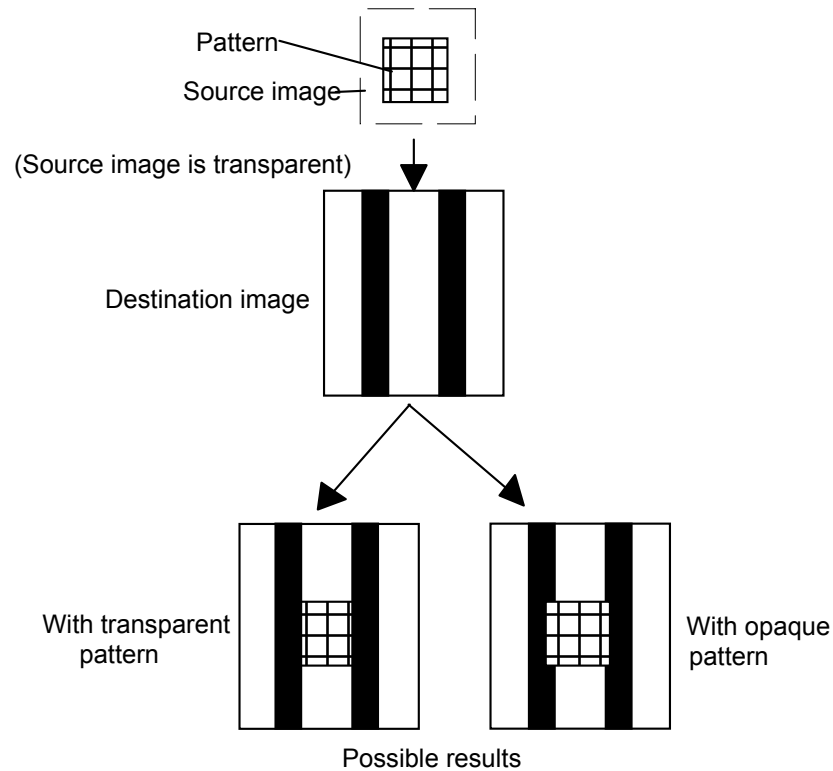 Pattern
Source image
(Source image is transparent)
Destination image
With transparent
pattern
With opaque
pattern
Possible results